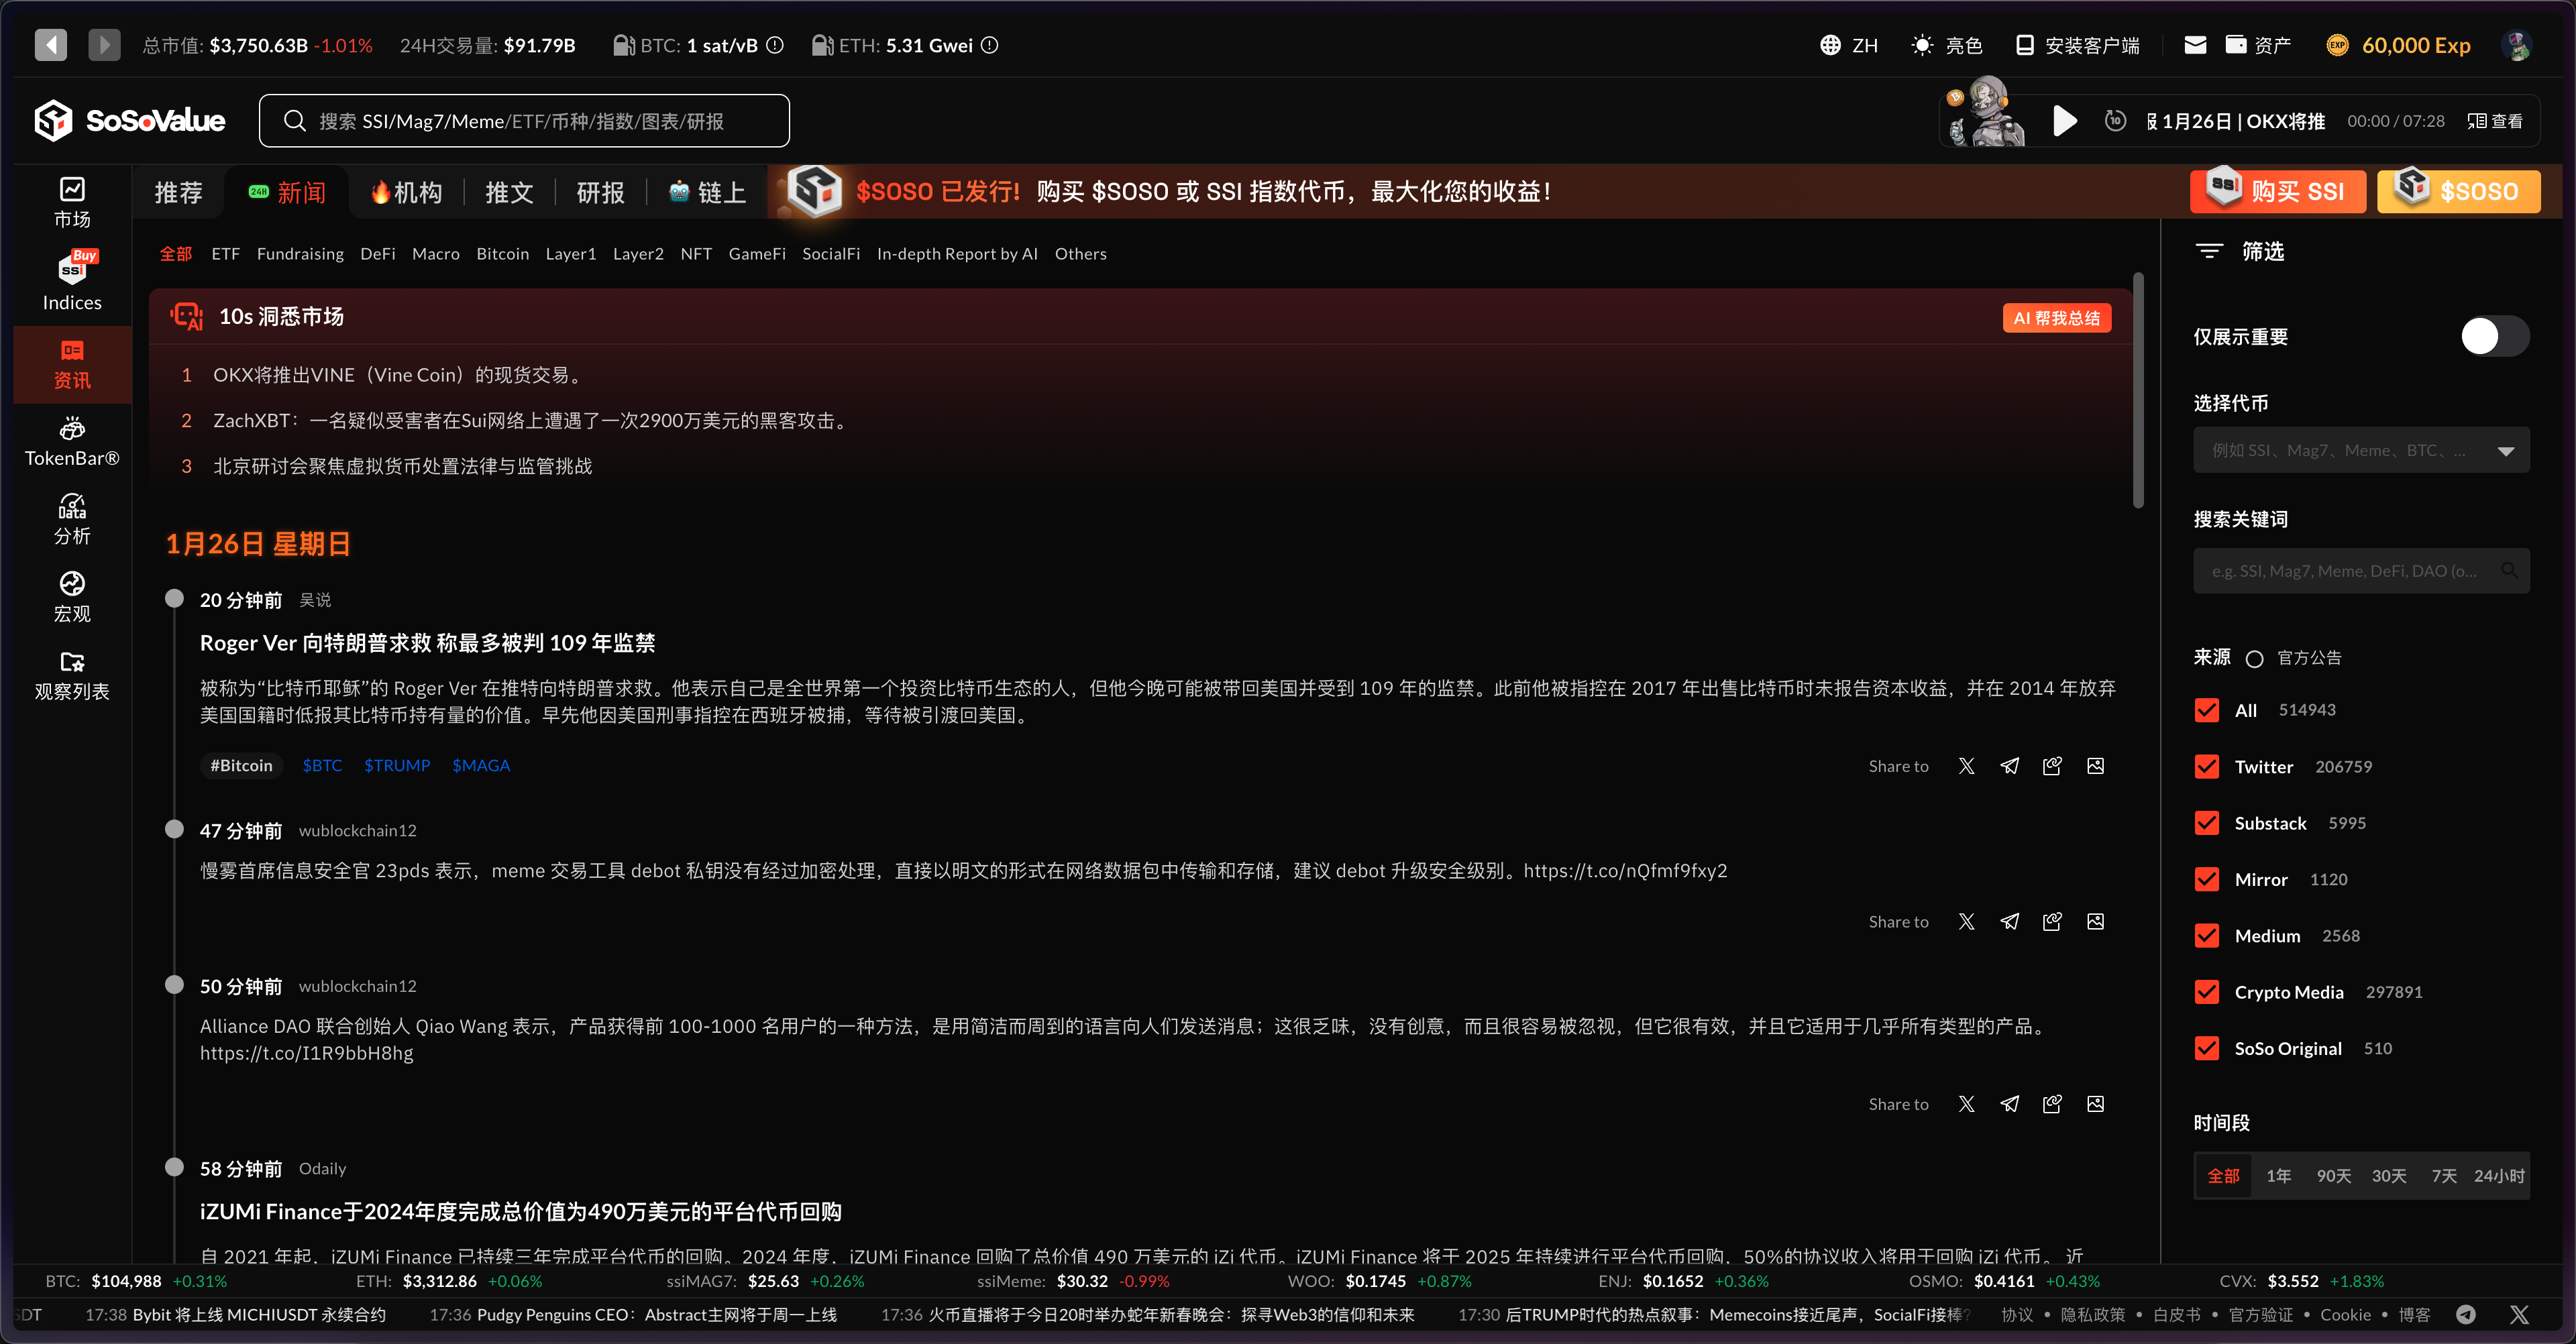 总市值: $3,750.63B -1.01% 24H交易量: $91.79B BTC: 1 sat/vB ETH: 5.31 Gwei ZH 亮色 安装客户端 资产 EXP 60,000 Exp
SoSoValue 搜索 SSI/Mag7/Meme/ETF/币种/指数/图表/研报 10 1月26日 | OKX将推 00:00 / 07:28 查看
推荐 24H 新闻 机构 推文 研报 链上 $SOSO 已发行! 购买 $SOSO 或 SSI 指数代币，最大化您的收益! SSI 购买 SSI $SOSO
市场
Buy
ssi
Indices
资讯
TokenBar®
Data
分析
宏观
观察列表
全部 ETF Fundraising DeFi Macro Bitcoin Layer1 Layer2 NFT GameFi SocialFi In-depth Report by AI Others
AI 10s 洞悉市场 AI 帮我总结
1 OKX将推出VINE（Vine Coin）的现货交易。
2 ZachXBT：一名疑似受害者在Sui网络上遭遇了一次2900万美元的黑客攻击。
3 北京研讨会聚焦虚拟货币处置法律与监管挑战
1月26日 星期日
20 分钟前 吴说
Roger Ver 向特朗普求救 称最多被判 109 年监禁
被称为“比特币耶稣”的 Roger Ver 在推特向特朗普求救。他表示自己是全世界第一个投资比特币生态的人，但他今晚可能被带回美国并受到 109 年的监禁。此前他被指控在 2017 年出售比特币时未报告资本收益，并在 2014 年放弃
美国国籍时低报其比特币持有量的价值。早先他因美国刑事指控在西班牙被捕，等待被引渡回美国。
#Bitcoin $BTC $TRUMP $MAGA Share to
47 分钟前 wublockchain12
慢雾首席信息安全官 23pds 表示，meme 交易工具 debot 私钥没有经过加密处理，直接以明文的形式在网络数据包中传输和存储，建议 debot 升级安全级别。https://t.co/nQfmf9fxy2
Share to
50 分钟前 wublockchain12
Alliance DAO 联合创始人 Qiao Wang 表示，产品获得前 100-1000 名用户的一种方法，是用简洁而周到的语言向人们发送消息；这很乏味，没有创意，而且很容易被忽视，但它很有效，并且它适用于几乎所有类型的产品。
https://t.co/I1R9bbH8hg
Share to
58 分钟前 Odaily
iZUMi Finance于2024年度完成总价值为490万美元的平台代币回购
自 2021 年起，iZUMi Finance 已持续三年完成平台代币的回购。2024 年度，iZUMi Finance 回购了总价值 490 万美元的 iZi 代币。iZUMi Finance 将于 2025 年持续进行平台代币回购，50%的协议收入将用于回购 iZi 代币。 近
筛选
仅展示重要
选择代币
例如 SSI、Mag7、Meme、BTC、...
搜索关键词
e.g. SSI, Mag7, Meme, DeFi, DAO (o...
来源 官方公告
All 514943
Twitter 206759
Substack 5995
Mirror 1120
Medium 2568
Crypto Media 297891
SoSo Original 510
时间段
全部 1年 90天 30天 7天 24小时
BTC: $104,988 +0.31% ETH: $3,312.86 +0.06% ssiMAG7: $25.63 +0.26% ssiMeme: $30.32 -0.99% WOO: $0.1745 +0.87% ENJ: $0.1652 +0.36% OSMO: $0.4161 +0.43% CVX: $3.552 +1.83%
SDT 17:38 Bybit 将上线 MICHIUSDT 永续合约 17:36 Pudgy Penguins CEO：Abstract主网将于周一上线 17:36 火币直播将于今日20时举办蛇年新春晚会：探寻Web3的信仰和未来 17:30 后TRUMP时代的热点叙事：Memecoins接近尾声，SocialFi接棒? 协议 • 隐私政策 • 白皮书 • 官方验证 • Cookie • 博客